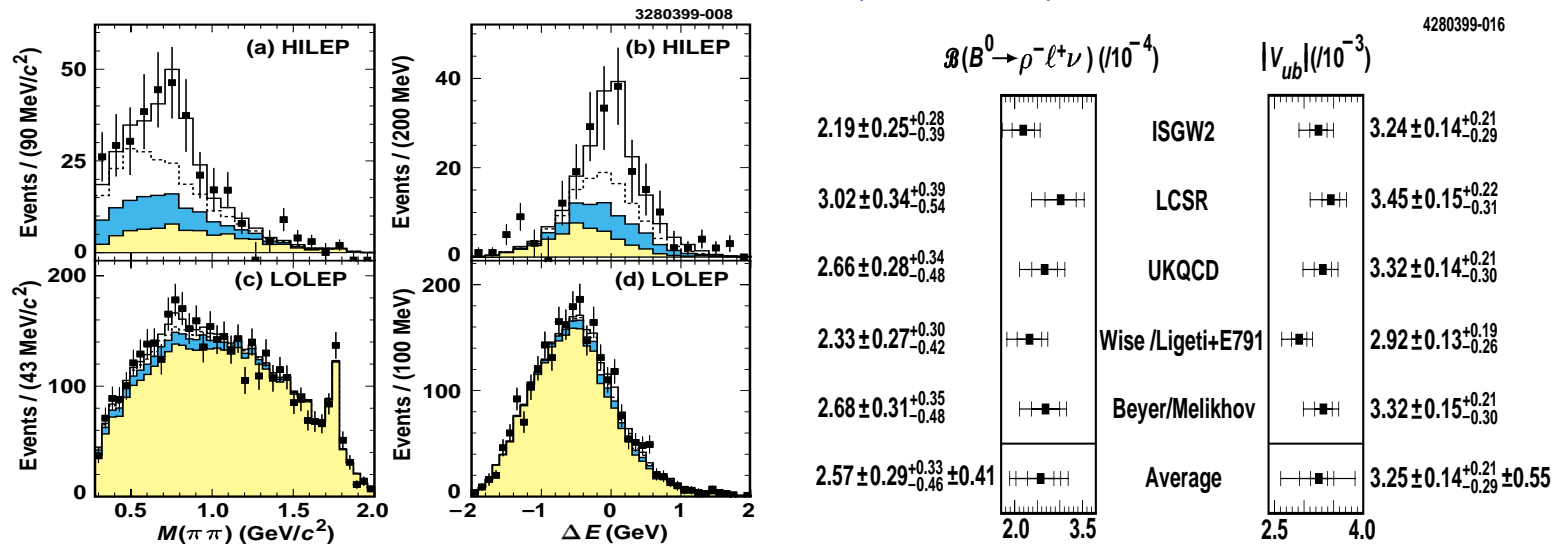 3280399-008
(a) HILEP
(b) HILEP
Events / (90 MeV/c²)
50
25
0
Events / (200 MeV)
40
20
0
(c) LOLEP
(d) LOLEP
Events / (43 MeV/c²)
200
100
0
Events / (100 MeV)
200
100
0
0.5 1.0 1.5 2.0
M(ππ) (GeV/c²)
−2 −1 0 1 2
ΔE (GeV)
4280399-016
ℬ(B⁰→ρ⁻ℓ⁺ν) (/10⁻⁴) |V_ub|(/10⁻³)
2.19±0.25+0.28−0.39 ISGW2 3.24±0.14+0.21−0.29
3.02±0.34+0.39−0.54 LCSR 3.45±0.15+0.22−0.31
2.66±0.28+0.34−0.48 UKQCD 3.32±0.14+0.21−0.30
2.33±0.27+0.30−0.42 Wise /Ligeti+E791 2.92±0.13+0.19−0.26
2.68±0.31+0.35−0.48 Beyer/Melikhov 3.32±0.15+0.21−0.30
2.57±0.29+0.33−0.46±0.41 Average 3.25±0.14+0.21−0.29±0.55
2.0 3.5 2.5 4.0